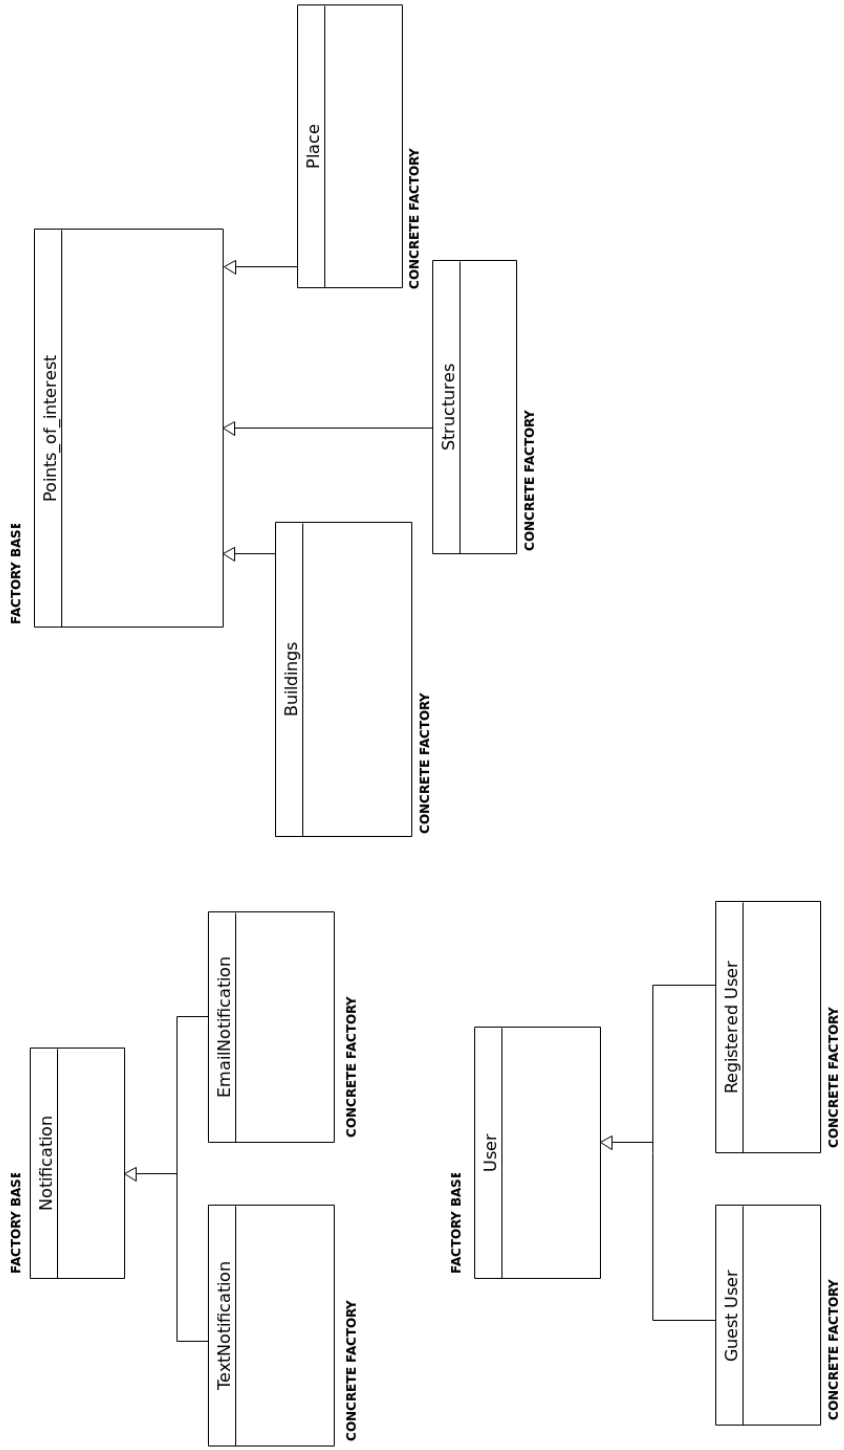 FACTORY BASE
Notification
TextNotification
CONCRETE FACTORY
EmailNotification
CONCRETE FACTORY
FACTORY BASE
Points_of_interest
Buildings
CONCRETE FACTORY
Structures
CONCRETE FACTORY
Place
CONCRETE FACTORY
FACTORY BASE
User
Guest User
CONCRETE FACTORY
Registered User
CONCRETE FACTORY